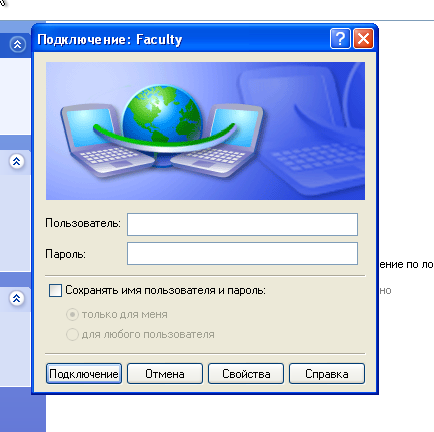 Подключение: Faculty
Пользователь:
Пароль:
ение по ло
Сохранять имя пользователя и пароль:
но
только для меня
для любого пользователя
Подключение Отмена Свойства Справка